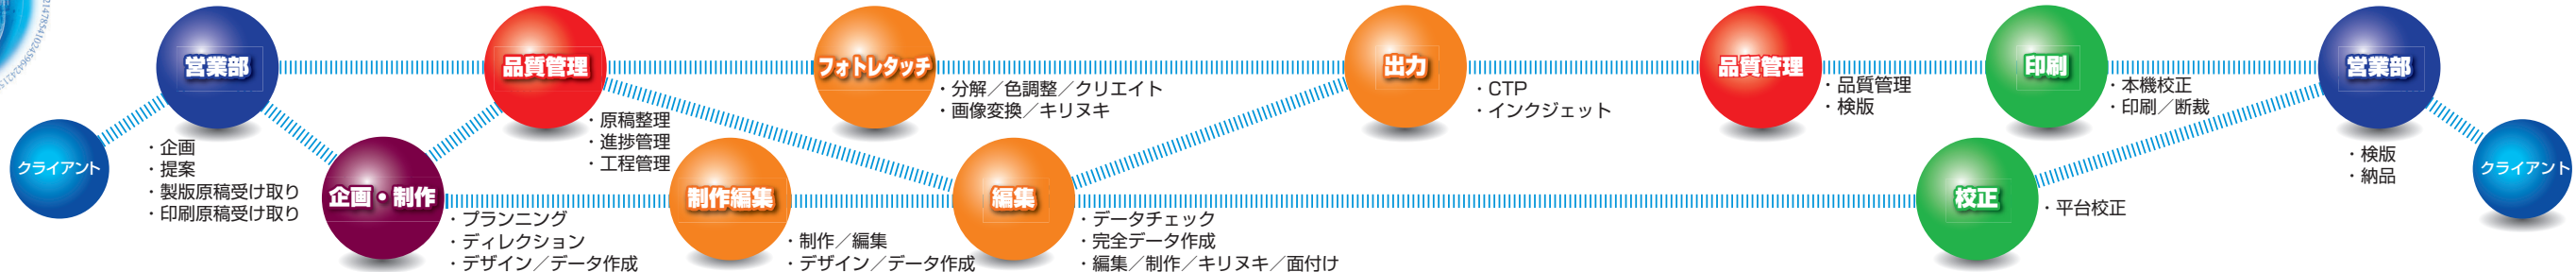 クライアント
営業部
・企画
・提案
・製版原稿受け取り
・印刷原稿受け取り
企画・制作
・プランニング
・ディレクション
・デザイン／データ作成
品質管理
・原稿整理
・進捗管理
・工程管理
制作編集
・制作／編集
・デザイン／データ作成
フォトレタッチ
・分解／色調整／クリエイト
・画像変換／キリヌキ
編集
・データチェック
・完全データ作成
・編集／制作／キリヌキ／面付け
出力
・CTP
・インクジェット
品質管理
・品質管理
・検版
印刷
・本機校正
・印刷／断裁
校正
・平台校正
営業部
・検版
・納品
クライアント